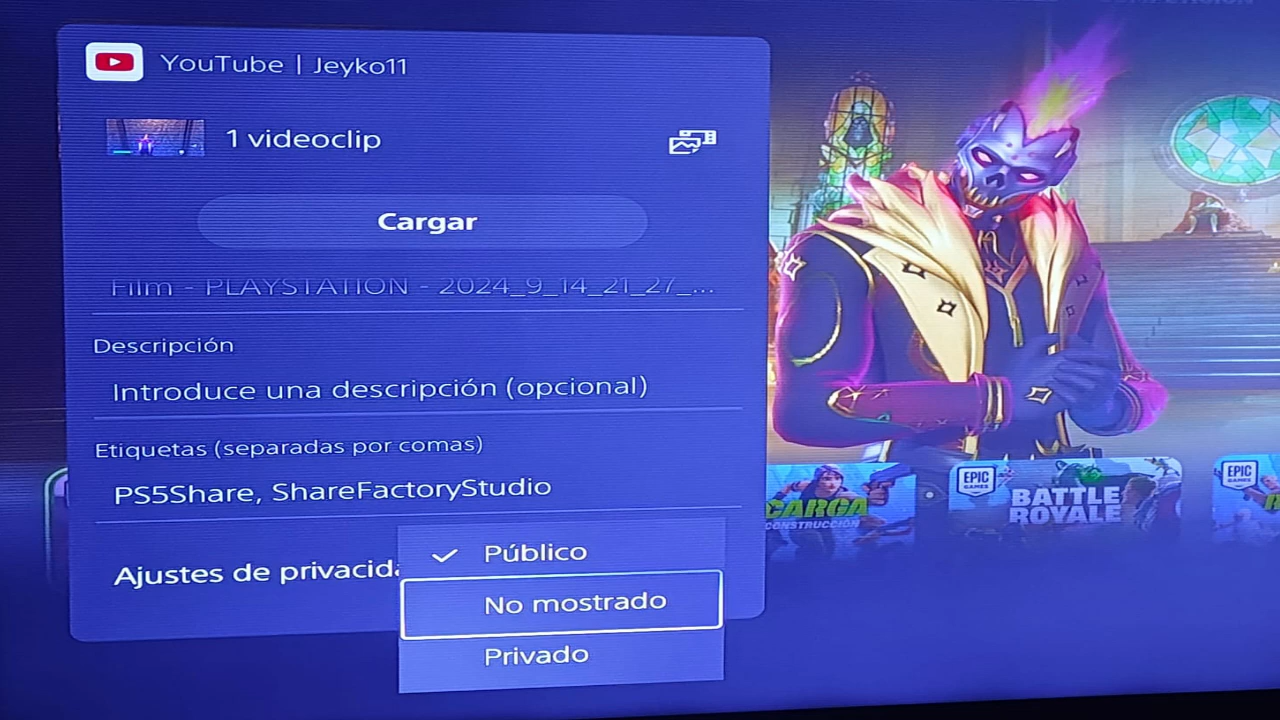 YouTube | Jeyko11
1 videoclip
Cargar
Film - PLAYSTATION - 2024_9_14_21_27_...
Descripción
Introduce una descripción (opcional)
Etiquetas (separadas por comas)
PS5Share, ShareFactoryStudio
Ajustes de privacida
Público
No mostrado
Privado
CARGA
CONSTRUCCIÓN
EPIC
GAMES
BATTLE
ROYALE
EPIC
GAMES